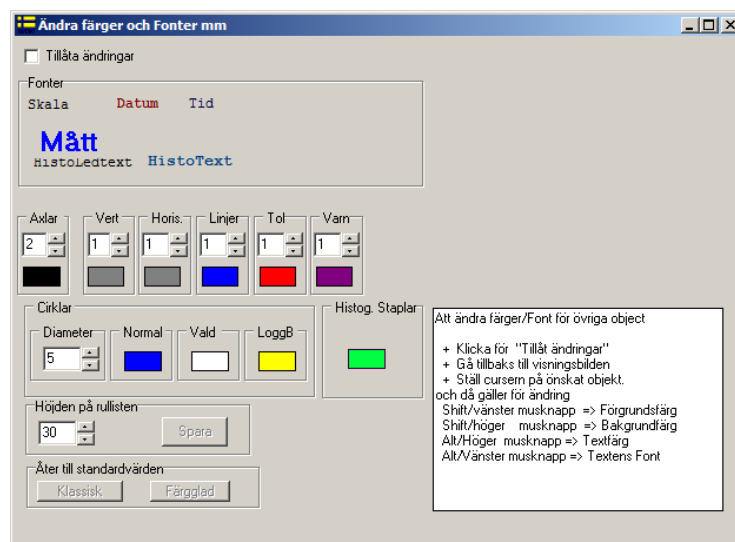 Ändra färger och Fonter mm
Tillåta ändringar
Fonter
Skala Datum Tid
Mått
HistoLedtext HistoText
Axlar Vert Horis. Linjer Tol Varn
2 1 1 1 1 1
Cirklar
Histog. Staplar
Diameter Normal Vald LoggB
5
Höjden på rullisten
30 Spara
Åter till standardvärden
Klassisk Färgglad
Att ändra färger/Font för övriga object
+ Klicka för "Tillåt ändringar"
+ Gå tillbaks till visningsbilden
+ Ställ cursern på önskat objekt.
och då gäller för ändring
Shift/vänster musknapp => Förgrundsfärg
Shift/höger musknapp => Bakgrundfärg
Alt/Höger musknapp => Textfärg
Alt/Vänster musknapp => Textens Font